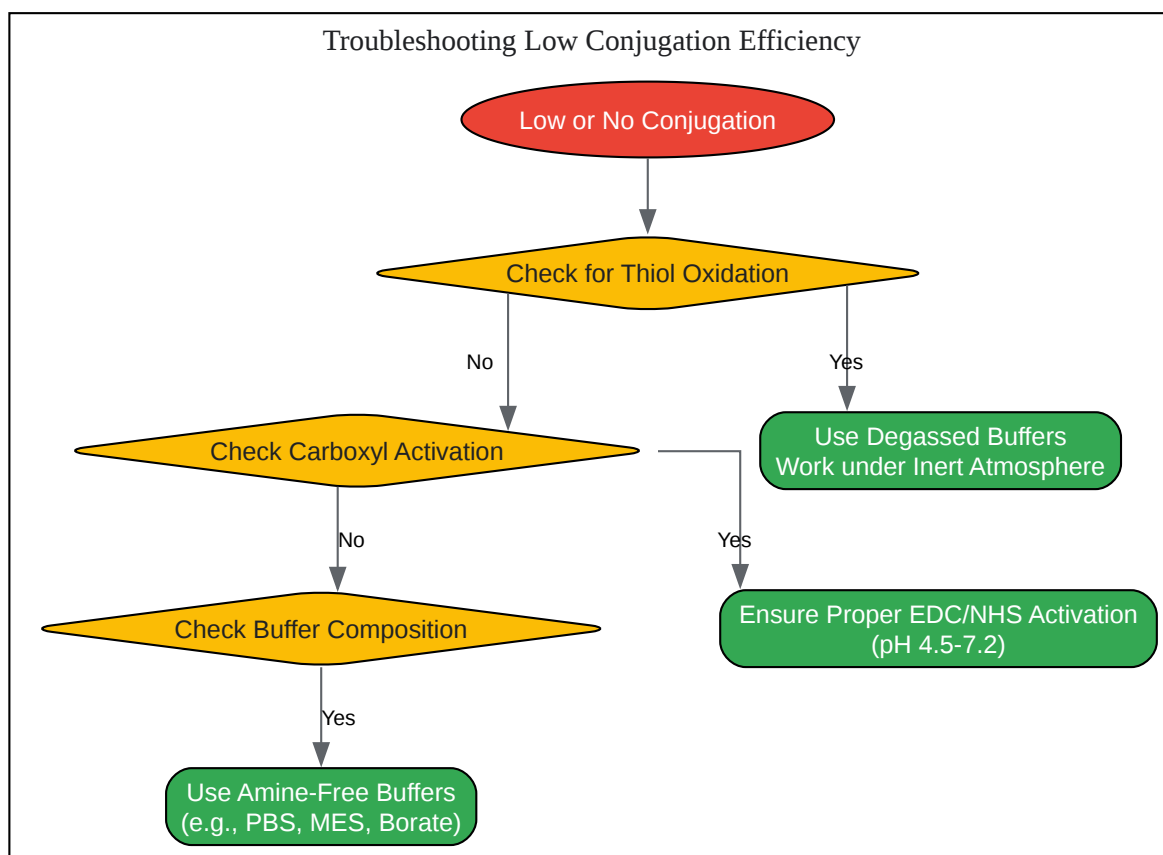 Troubleshooting Low Conjugation Efficiency
Low or No Conjugation
Check for Thiol Oxidation
No
Yes
Use Degassed Buffers
Work under Inert Atmosphere
Check Carboxyl Activation
No
Yes
Ensure Proper EDC/NHS Activation
(pH 4.5-7.2)
Check Buffer Composition
Yes
Use Amine-Free Buffers
(e.g., PBS, MES, Borate)